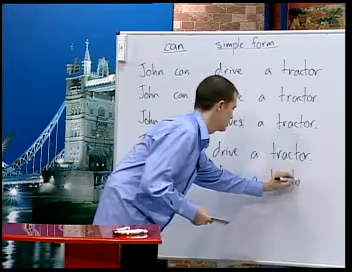 can simple form
John can drive a tractor
John can a tractor
John a tractor.
drive a tractor.
a